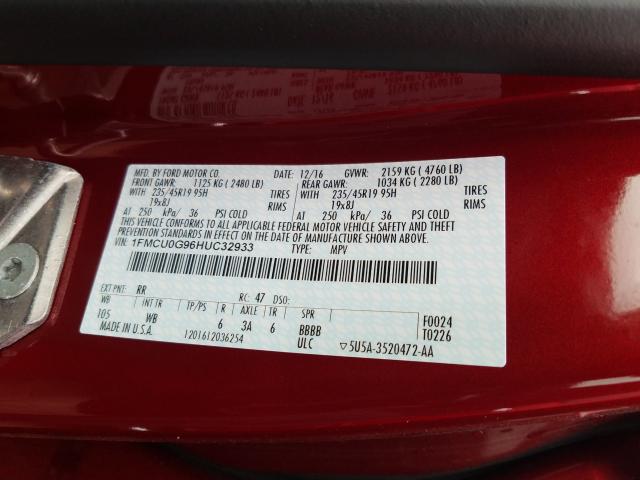 MFD. BY FORD MOTOR CO. DATE: 12/16 GVWR: 2159 KG ( 4760 LB)
FRONT GAWR: 1125 KG ( 2480 LB) REAR GAWR: 1034 KG ( 2280 LB)
WITH 235/45R19 95H TIRES WITH 235/45R19 95H TIRES
19x8J RIMS 19x8J RIMS
AT 250 kPa/ 36 PSI COLD AT 250 kPa/ 36 PSI COLD
THIS VEHICLE CONFORMS TO ALL APPLICABLE FEDERAL MOTOR VEHICLE SAFETY AND THEFT
PREVENTION STANDARDS IN EFFECT ON THE DATE OF MANUFACTURE SHOWN ABOVE.
1FMCU0G96HUC32933 TYPE: MPV
EXT PNT: RR RC: 47 DSO:
WB INT TR TP/PS R AXLE TR SPR
105 WB 6 3A 6 BBBB F0024
MADE IN U.S.A. 1201612036254 ULC T0226
▽5U5A-3520472-AA